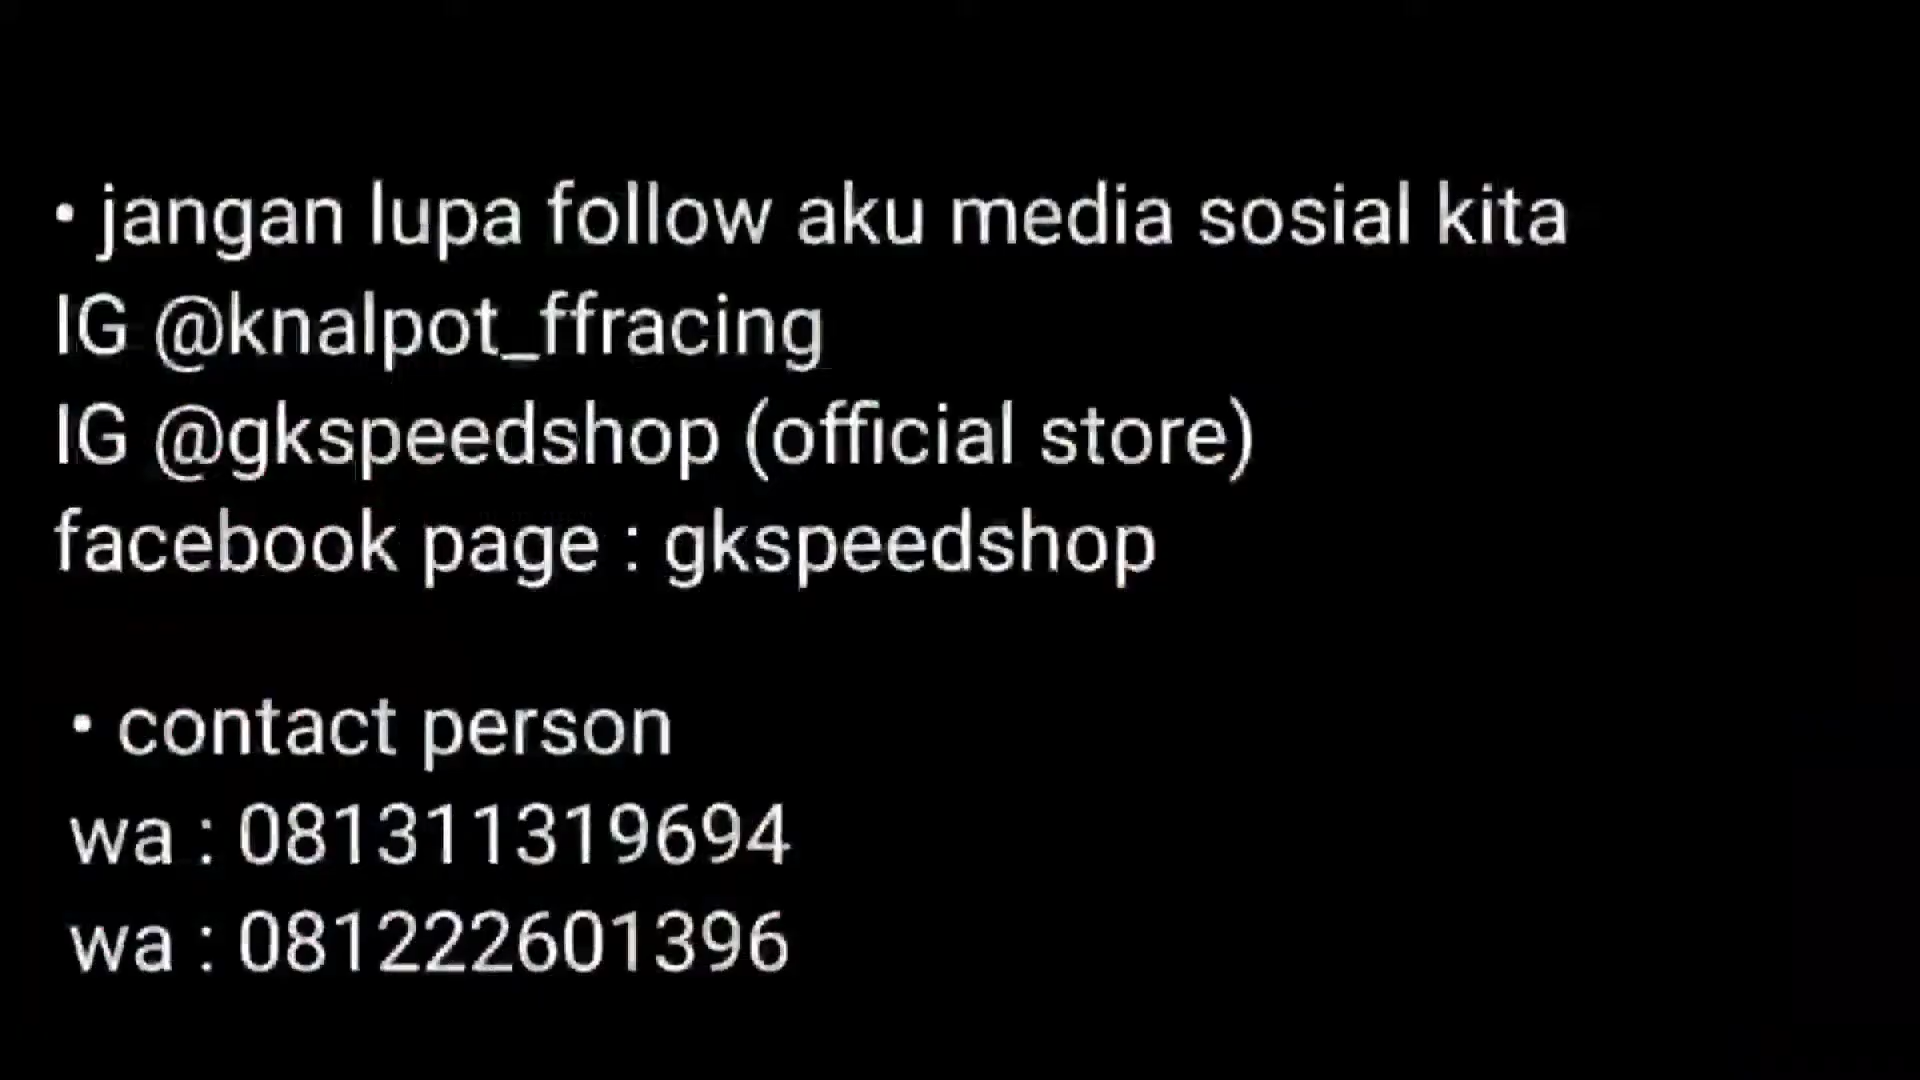 • jangan lupa follow aku media sosial kita
IG @knalpot_ffracing
IG @gkspeedshop (official store)
facebook page : gkspeedshop
• contact person
wa : 081311319694
wa : 081222601396